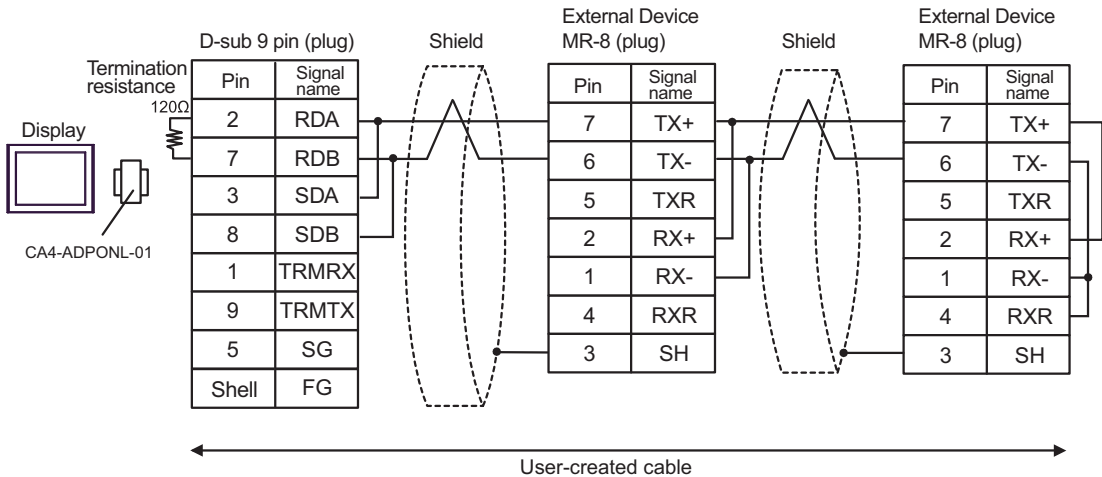 External Device
External Device
D-sub 9 pin (plug)
Shield
MR-8 (plug)
Shield
MR-8 (plug)
Termination
resistance
120Ω
Display
CA4-ADPONL-01
Pin Signal name
2 RDA
7 RDB
3 SDA
8 SDB
1 TRMRX
9 TRMTX
5 SG
Shell FG
Pin Signal name
7 TX+
6 TX-
5 TXR
2 RX+
1 RX-
4 RXR
3 SH
Pin Signal name
7 TX+
6 TX-
5 TXR
2 RX+
1 RX-
4 RXR
3 SH
User-created cable